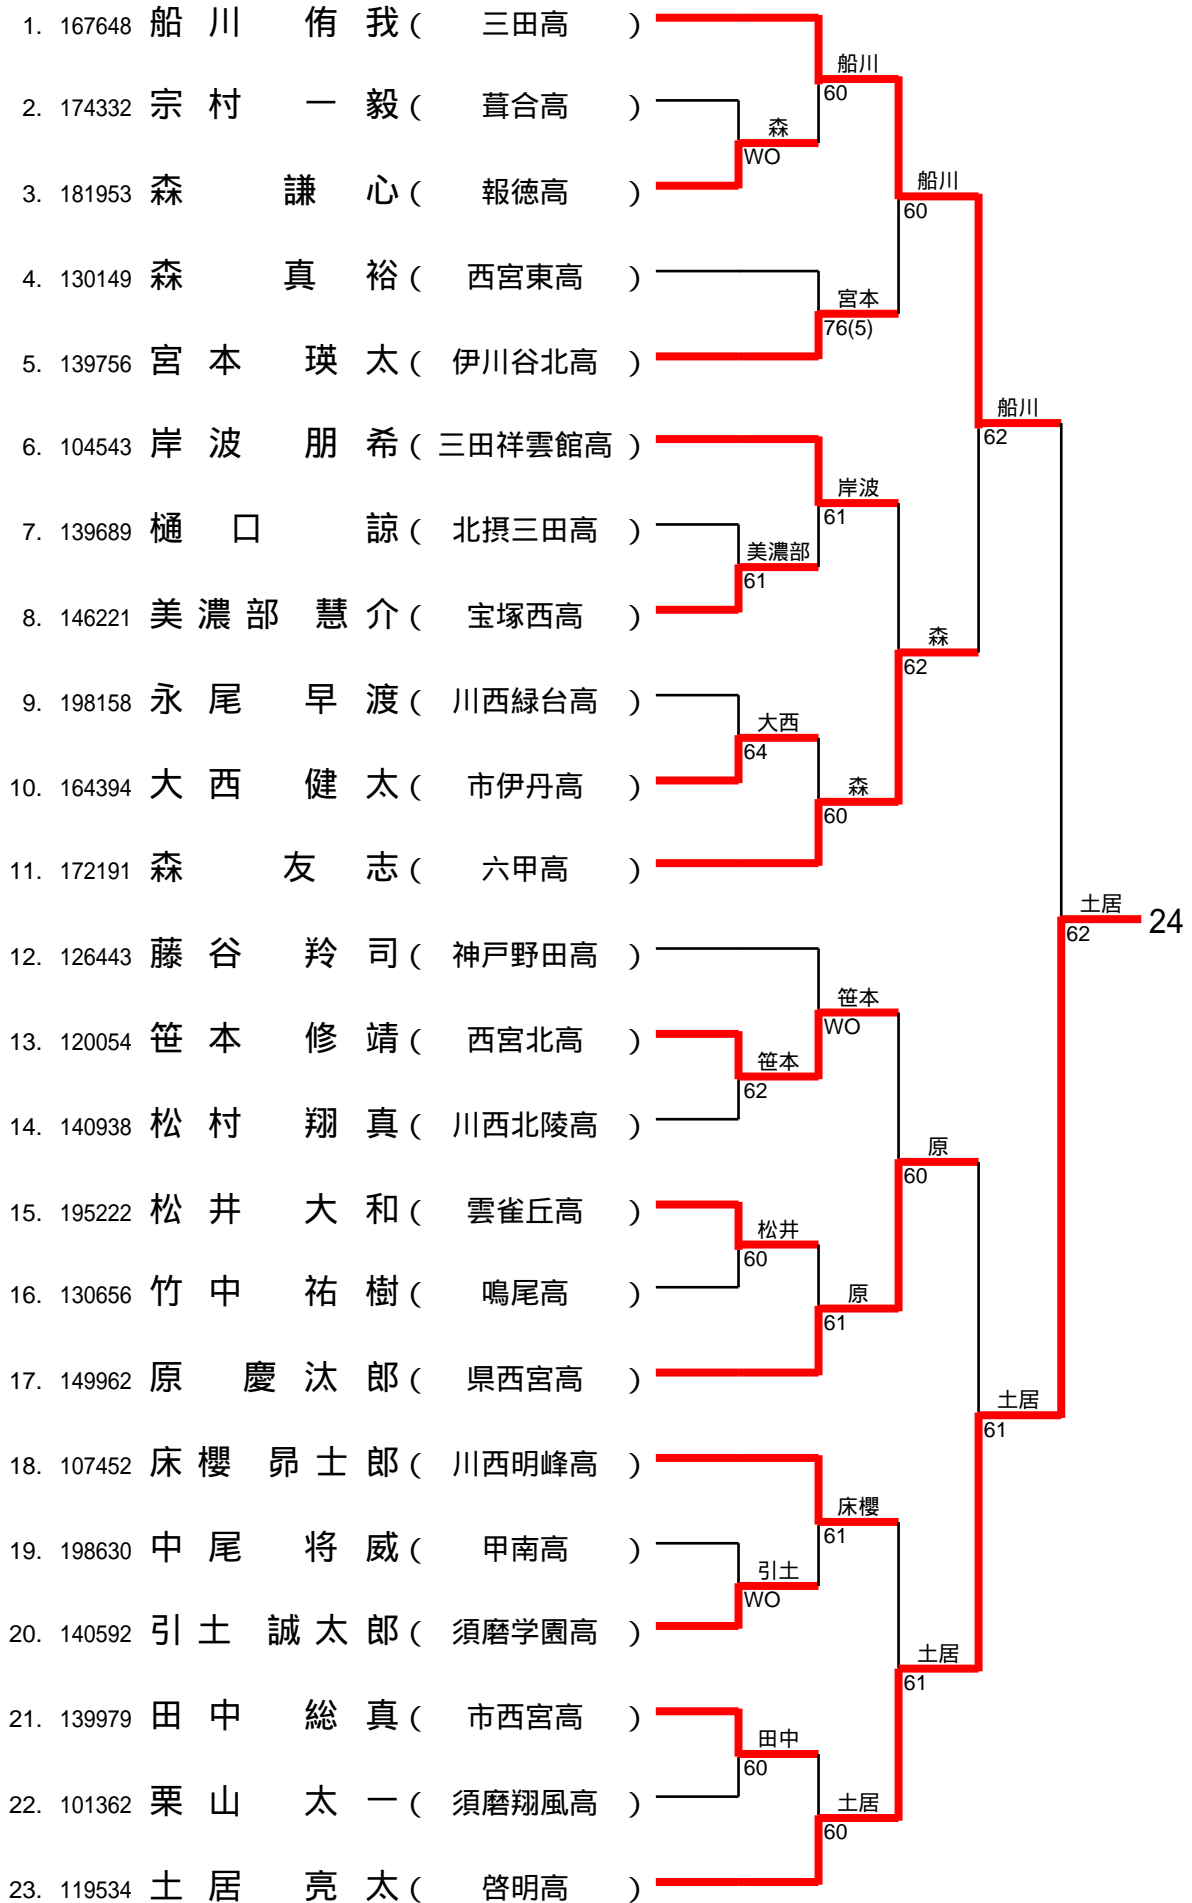 1. 167648 船川 侑我 ( 三田高 )
船川
60
2. 174332 宗村 一毅 ( 葺合高 )
森
WO
3. 181953 森 謙心 ( 報徳高 )
船川
60
4. 130149 森 真裕 ( 西宮東高 )
宮本
76(5)
5. 139756 宮本 瑛太 ( 伊川谷北高 )
船川
62
6. 104543 岸波 朋希 ( 三田祥雲館高 )
岸波
61
7. 139689 樋口 諒 ( 北摂三田高 )
美濃部
61
8. 146221 美濃部 慧介 ( 宝塚西高 )
森
62
9. 198158 永尾 早渡 ( 川西緑台高 )
大西
64
10. 164394 大西 健太 ( 市伊丹高 )
森
60
11. 172191 森 友志 ( 六甲高 )
土居
62
24
12. 126443 藤谷 羚司 ( 神戸野田高 )
笹本
WO
13. 120054 笹本 修靖 ( 西宮北高 )
笹本
62
14. 140938 松村 翔真 ( 川西北陵高 )
原
60
15. 195222 松井 大和 ( 雲雀丘高 )
松井
60
16. 130656 竹中 祐樹 ( 鳴尾高 )
原
61
17. 149962 原 慶汰郎 ( 県西宮高 )
土居
61
18. 107452 床櫻 昴士郎 ( 川西明峰高 )
床櫻
61
19. 198630 中尾 将威 ( 甲南高 )
引土
WO
20. 140592 引土 誠太郎 ( 須磨学園高 )
土居
61
21. 139979 田中 総真 ( 市西宮高 )
田中
60
22. 101362 栗山 太一 ( 須磨翔風高 )
土居
60
23. 119534 土居 亮太 ( 啓明高 )